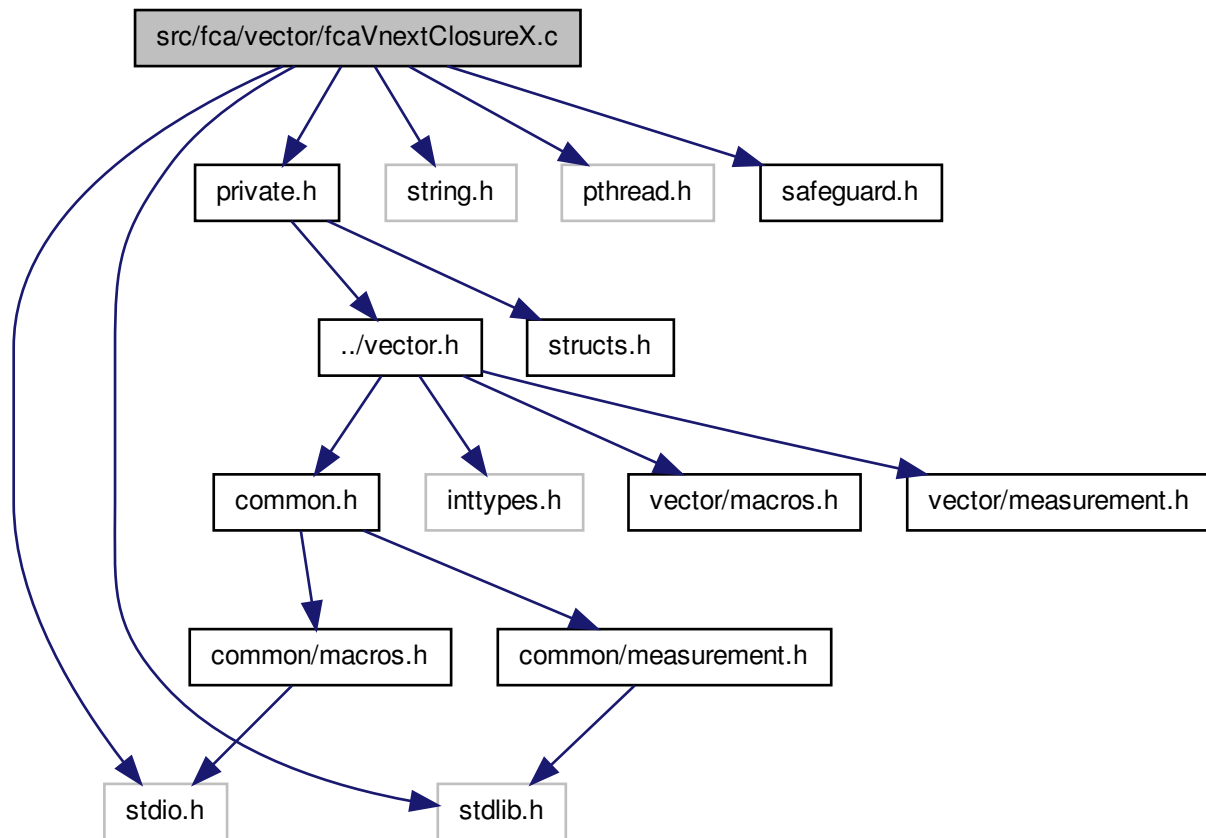 src/fca/vector/fcaVnextClosureX.c
private.h
string.h
pthread.h
safeguard.h
../vector.h
structs.h
common.h
inttypes.h
vector/macros.h
vector/measurement.h
common/macros.h
common/measurement.h
stdio.h
stdlib.h